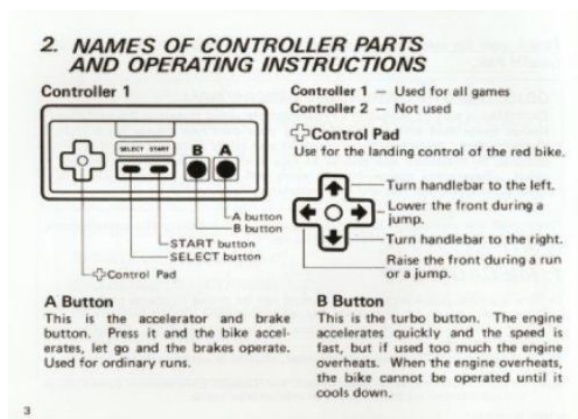 2. NAMES OF CONTROLLER PARTS
AND OPERATING INSTRUCTIONS
Controller 1
SELECT START
B A
A button
B button
START button
SELECT button
Control Pad
Controller 1 — Used for all games
Controller 2 — Not used
Control Pad
Use for the landing control of the red bike.
Turn handlebar to the left.
Lower the front during a
jump.
Turn handlebar to the right.
Raise the front during a run
or a jump.
A Button
This is the accelerator and brake
button. Press it and the bike accel-
erates, let go and the brakes operate.
Used for ordinary runs.
B Button
This is the turbo button. The engine
accelerates quickly and the speed is
fast, but if used too much the engine
overheats. When the engine overheats,
the bike cannot be operated until it
cools down.
3